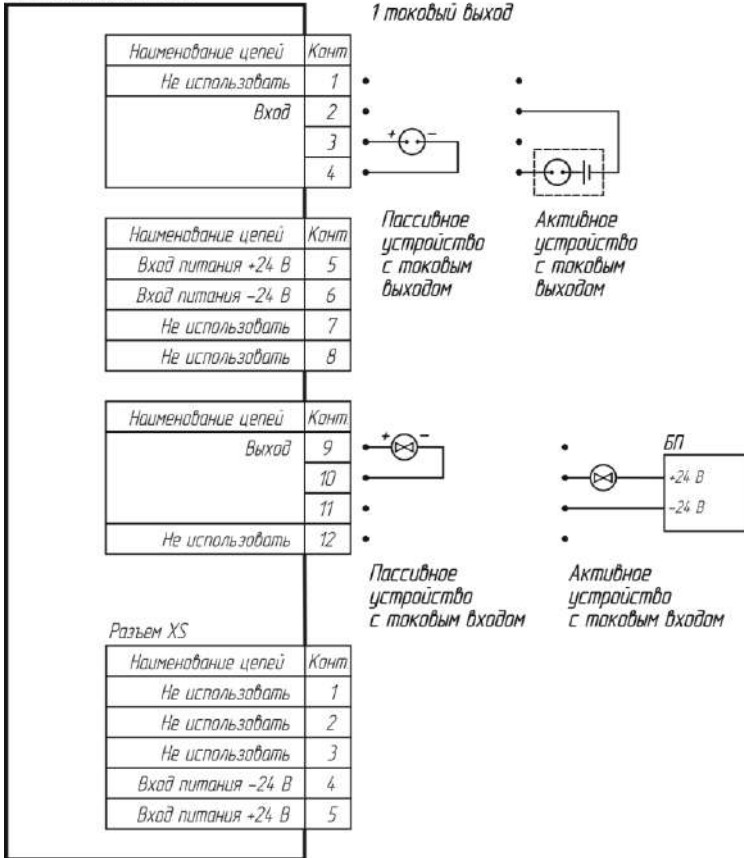 1 токовый выход
Наименование цепей Конт
Не использовать 1
Вход 2
3
4
+ −
Пассивное
устройство
с токовым
выходом
Активное
устройство
с токовым
выходом
Наименование цепей Конт
Вход питания +24 В 5
Вход питания −24 В 6
Не использовать 7
Не использовать 8
Наименование цепей Конт.
Выход 9
10
11
Не использовать 12
+ −
БП
+24 В
−24 В
Пассивное
устройство
с токовым входом
Активное
устройство
с токовым входом
Разъем XS
Наименование цепей Конт
Не использовать 1
Не использовать 2
Не использовать 3
Вход питания −24 В 4
Вход питания +24 В 5